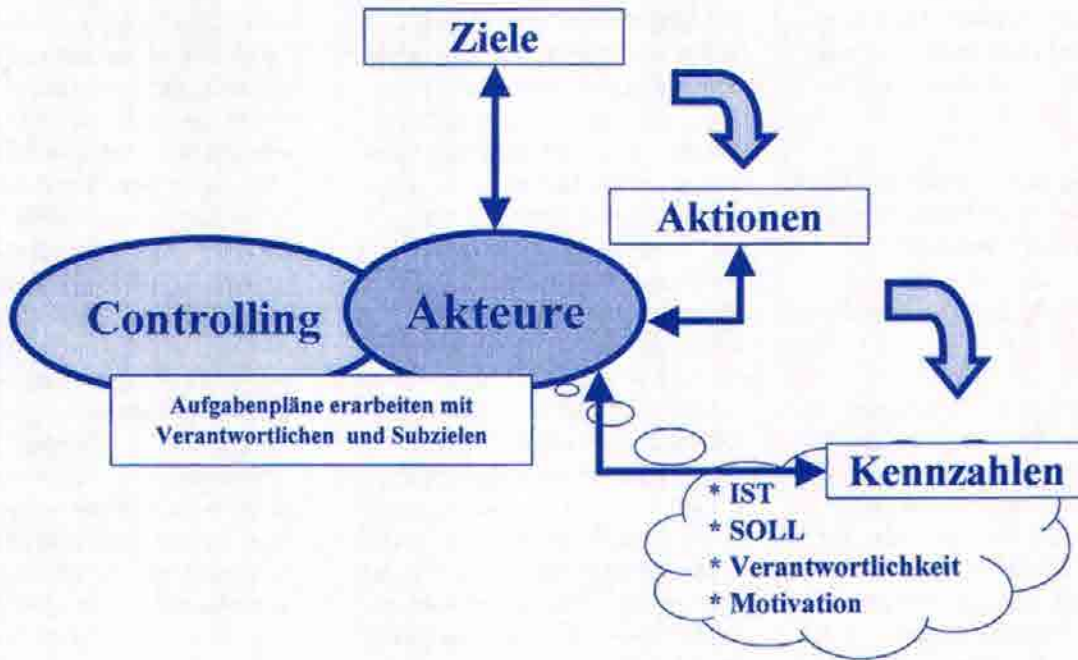 Ziele
Aktionen
Controlling
Akteure
Aufgabenpläne erarbeiten mit
Verantwortlichen und Subzielen
Kennzahlen
* IST
* SOLL
* Verantwortlichkeit
* Motivation